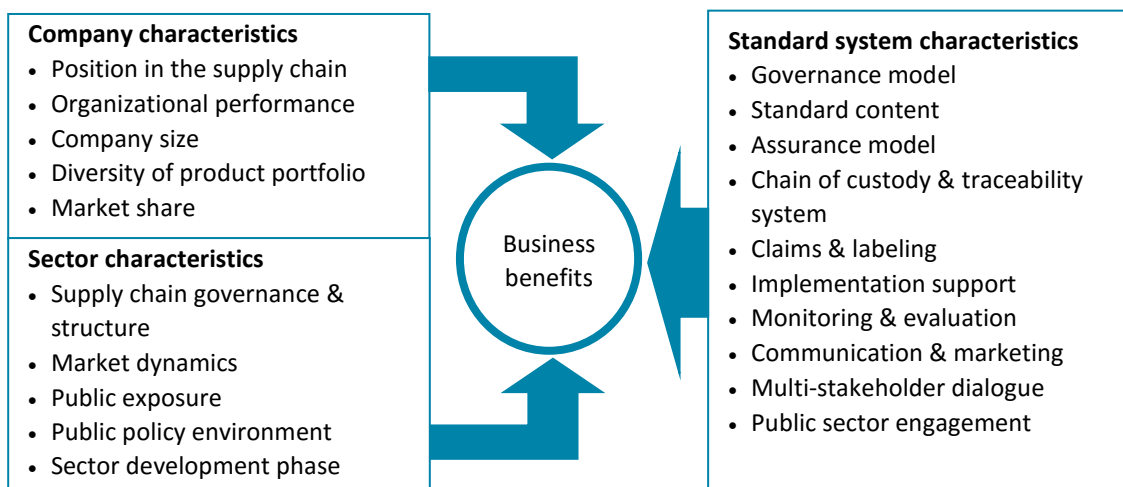 Company characteristics
• Position in the supply chain
• Organizational performance
• Company size
• Diversity of product portfolio
• Market share
Sector characteristics
• Supply chain governance &
structure
• Market dynamics
• Public exposure
• Public policy environment
• Sector development phase
Business
benefits
Standard system characteristics
• Governance model
• Standard content
• Assurance model
• Chain of custody & traceability
system
• Claims & labeling
• Implementation support
• Monitoring & evaluation
• Communication & marketing
• Multi-stakeholder dialogue
• Public sector engagement